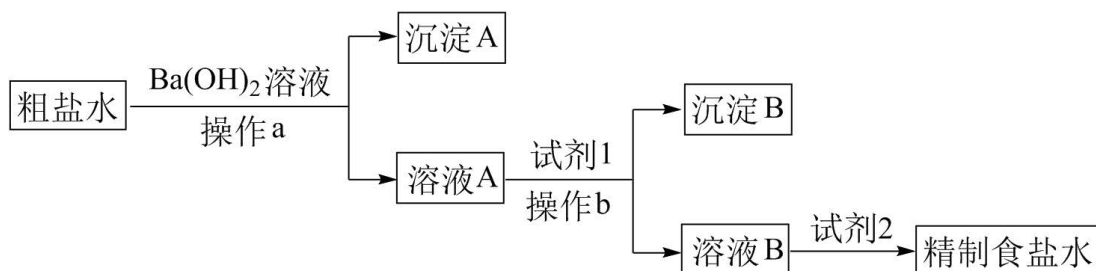 粗盐水
Ba(OH)₂溶液
操作a
沉淀A
溶液A
试剂1
操作b
沉淀B
溶液B
试剂2
精制食盐水